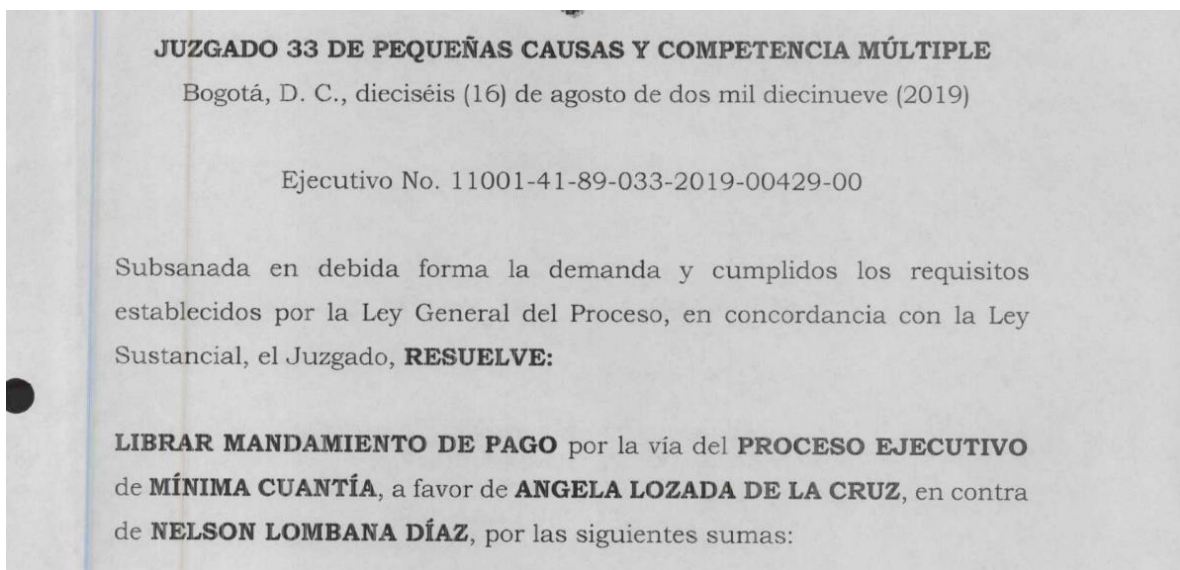 JUZGADO 33 DE PEQUEÑAS CAUSAS Y COMPETENCIA MÚLTIPLE
Bogotá, D. C., dieciséis (16) de agosto de dos mil diecinueve (2019)
Ejecutivo No. 11001-41-89-033-2019-00429-00
Subsanada en debida forma la demanda y cumplidos los requisitos
establecidos por la Ley General del Proceso, en concordancia con la Ley
Sustancial, el Juzgado, RESUELVE:
LIBRAR MANDAMIENTO DE PAGO por la vía del PROCESO EJECUTIVO
de MÍNIMA CUANTÍA, a favor de ANGELA LOZADA DE LA CRUZ, en contra
de NELSON LOMBANA DÍAZ, por las siguientes sumas: